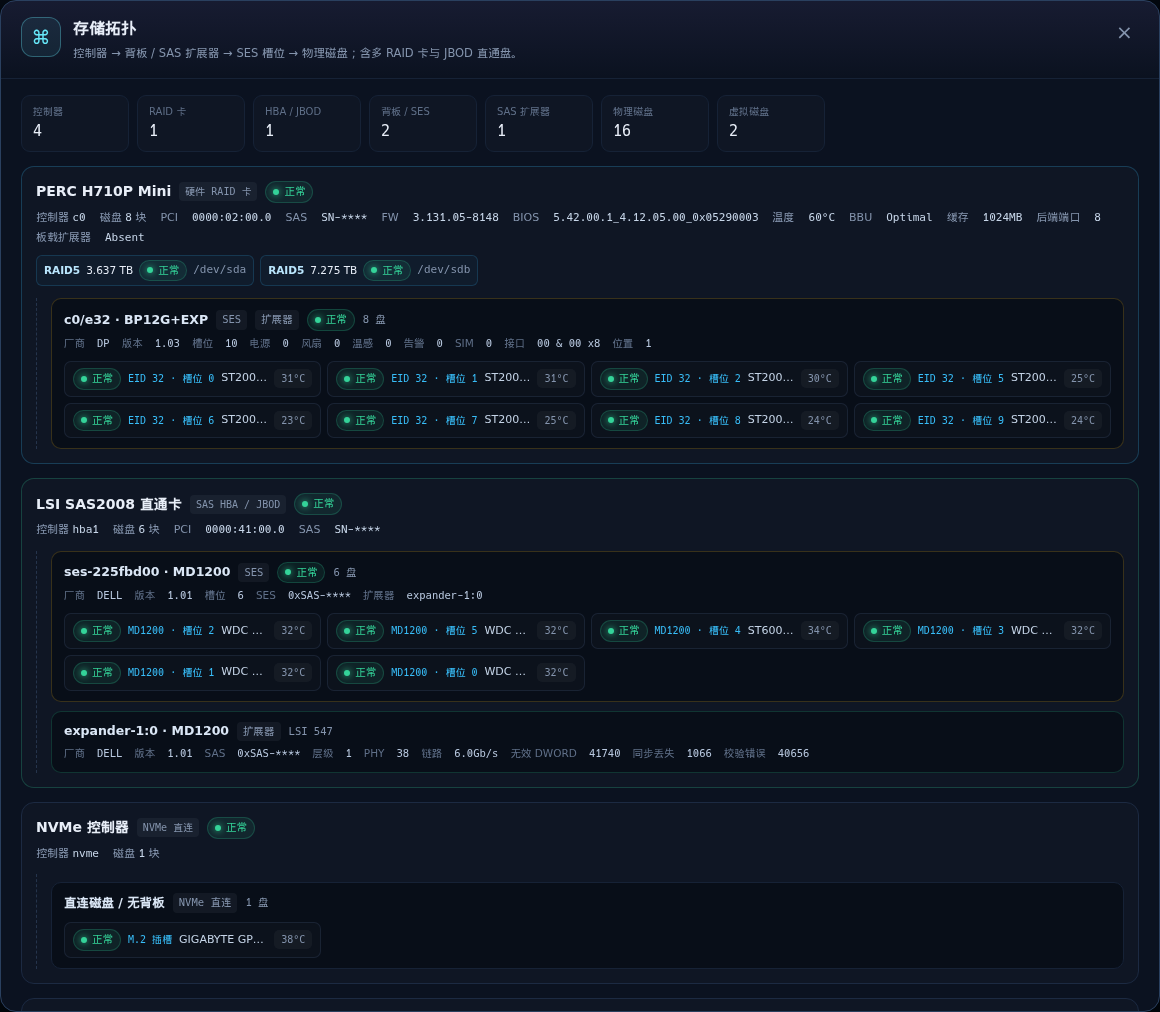 ⌘ 存储拓扑
控制器 → 背板 / SAS 扩展器 → SES 槽位 → 物理磁盘；含多 RAID 卡与 JBOD 直通盘。
控制器 RAID 卡 HBA / JBOD 背板 / SES SAS 扩展器 物理磁盘 虚拟磁盘
4 1 1 2 1 16 2
PERC H710P Mini 硬件 RAID 卡 正常
控制器 c0 磁盘 8 块 PCI 0000:02:00.0 SAS SN-**** FW 3.131.05-8148 BIOS 5.42.00.1_4.12.05.00_0x05290003 温度 60°C BBU Optimal 缓存 1024MB 后端端口 8
板载扩展器 Absent
RAID5 3.637 TB 正常 /dev/sda RAID5 7.275 TB 正常 /dev/sdb
c0/e32 · BP12G+EXP SES 扩展器 正常 8 盘
厂商 DP 版本 1.03 槽位 10 电源 0 风扇 0 温感 0 告警 0 SIM 0 接口 00 & 00 x8 位置 1
正常 EID 32 · 槽位 0 ST200… 31°C 正常 EID 32 · 槽位 1 ST200… 31°C 正常 EID 32 · 槽位 2 ST200… 30°C 正常 EID 32 · 槽位 5 ST200… 25°C
正常 EID 32 · 槽位 6 ST200… 23°C 正常 EID 32 · 槽位 7 ST200… 25°C 正常 EID 32 · 槽位 8 ST200… 24°C 正常 EID 32 · 槽位 9 ST200… 24°C
LSI SAS2008 直通卡 SAS HBA / JBOD 正常
控制器 hba1 磁盘 6 块 PCI 0000:41:00.0 SAS SN-****
ses-225fbd00 · MD1200 SES 正常 6 盘
厂商 DELL 版本 1.01 槽位 6 SES 0xSAS-**** 扩展器 expander-1:0
正常 MD1200 · 槽位 2 WDC … 32°C 正常 MD1200 · 槽位 5 WDC … 32°C 正常 MD1200 · 槽位 4 ST600… 34°C 正常 MD1200 · 槽位 3 WDC … 32°C
正常 MD1200 · 槽位 1 WDC … 32°C 正常 MD1200 · 槽位 0 WDC … 32°C
expander-1:0 · MD1200 扩展器 LSI 547
厂商 DELL 版本 1.01 SAS 0xSAS-**** 层级 1 PHY 38 链路 6.0Gb/s 无效 DWORD 41740 同步丢失 1066 校验错误 40656
NVMe 控制器 NVMe 直连 正常
控制器 nvme 磁盘 1 块
直连磁盘 / 无背板 NVMe 直连 1 盘
正常 M.2 插槽 GIGABYTE GP… 38°C